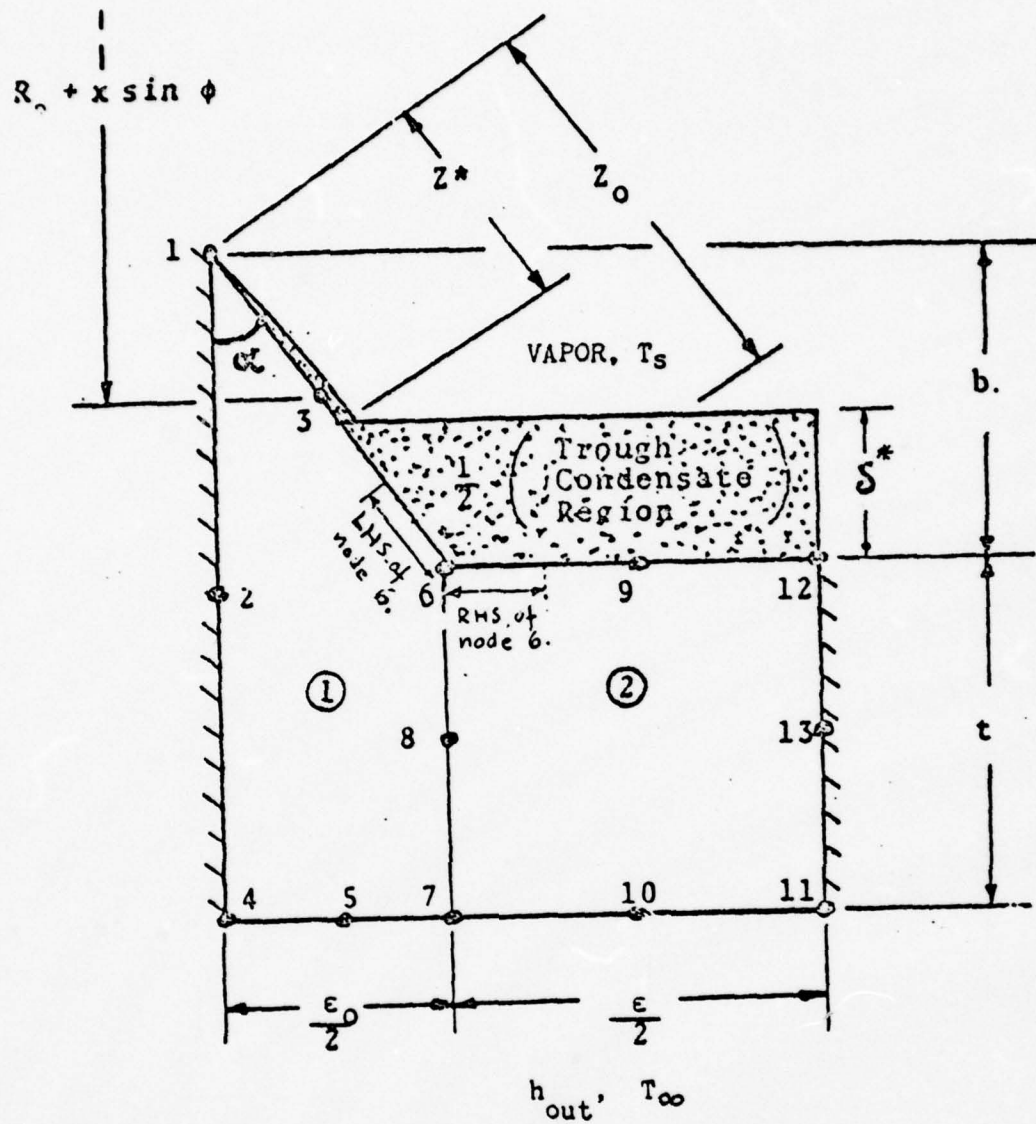 R₀ + x sin ϕ
Z*
Z₀
1
α
VAPOR, T_s
b.
3
1/2
Trough
Condensate
Region
δ*
LHS of
node 6.
2
6
9
12
RHS of
node 6.
①
②
8
13
t
4
5
7
10
11
ε₀/2
ε/2
h_out, T∞